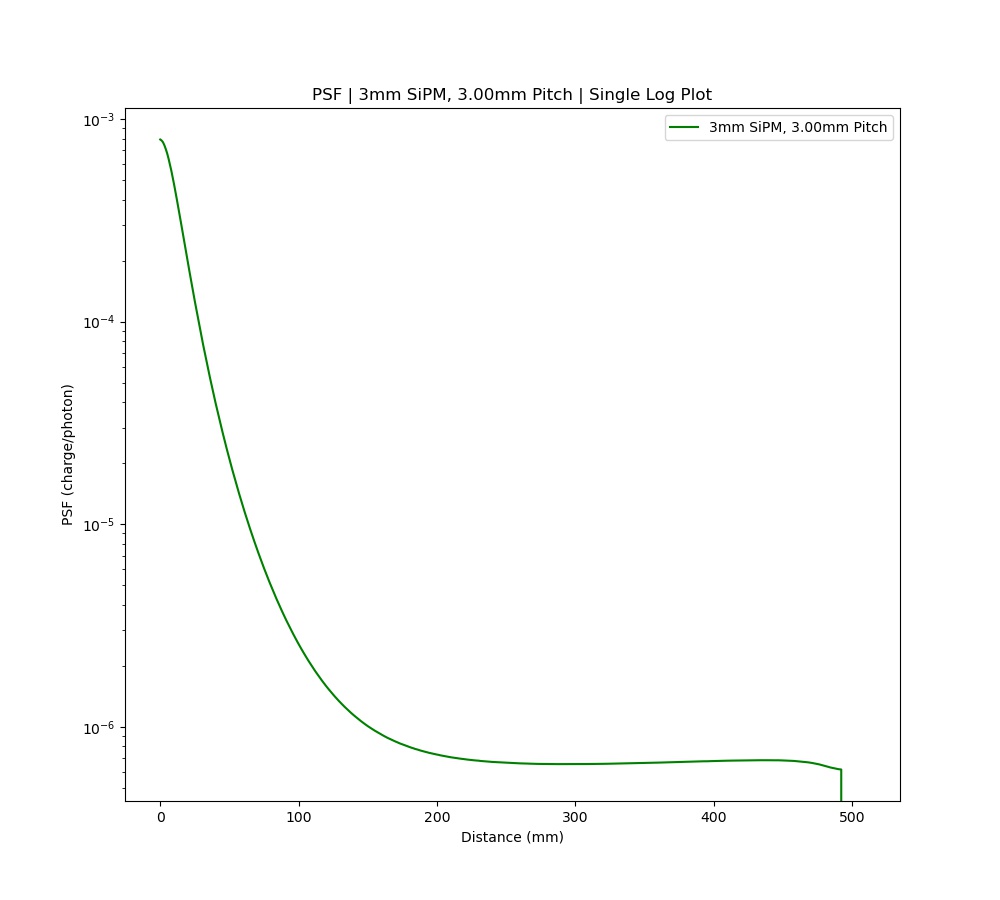 PSF | 3mm SiPM, 3.00mm Pitch | Single Log Plot
3mm SiPM, 3.00mm Pitch
PSF (charge/photon)
10⁻³
10⁻⁴
10⁻⁵
10⁻⁶
0 100 200 300 400 500
Distance (mm)